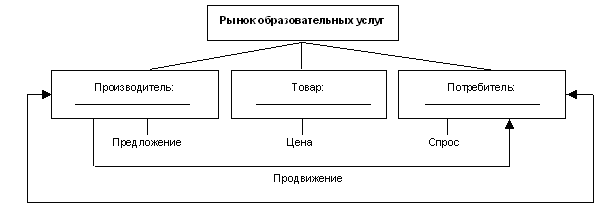 Рынок образовательных услуг
Производитель:
Товар:
Потребитель:
Предложение
Цена
Спрос
Продвижение